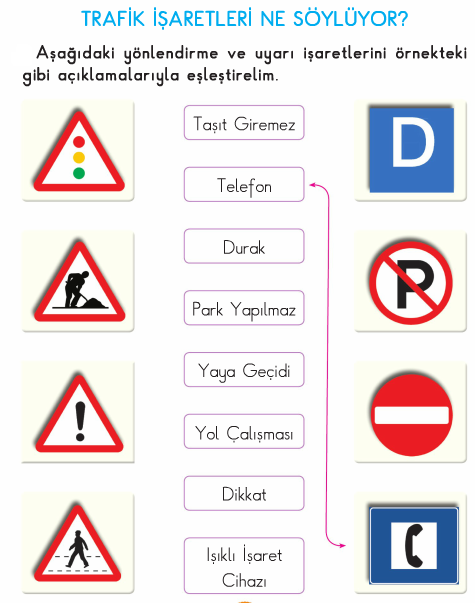 TRAFİK İŞARETLERİ NE SÖYLÜYOR?
Aşağıdaki yönlendirme ve uyarı işaretlerini örnekteki
gibi açıklamalarıyla eşleştirelim.
Taşıt Giremez
D
Telefon
Durak
P
Park Yapılmaz
Yaya Geçidi
!
Yol Çalışması
Dikkat
Işıklı İşaret
Cihazı